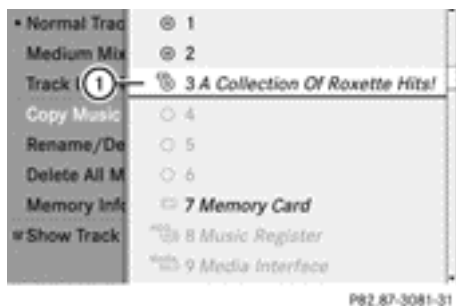 • Normal Trac 1
Medium Mix 2
Track 1 3 A Collection Of Roxette Hits!
Copy Music 4
Rename/De 5
Delete All M 6
Memory Info 7 Memory Card
Show Track 8 Music Register
9 Media Interface
P82.87-3081-31